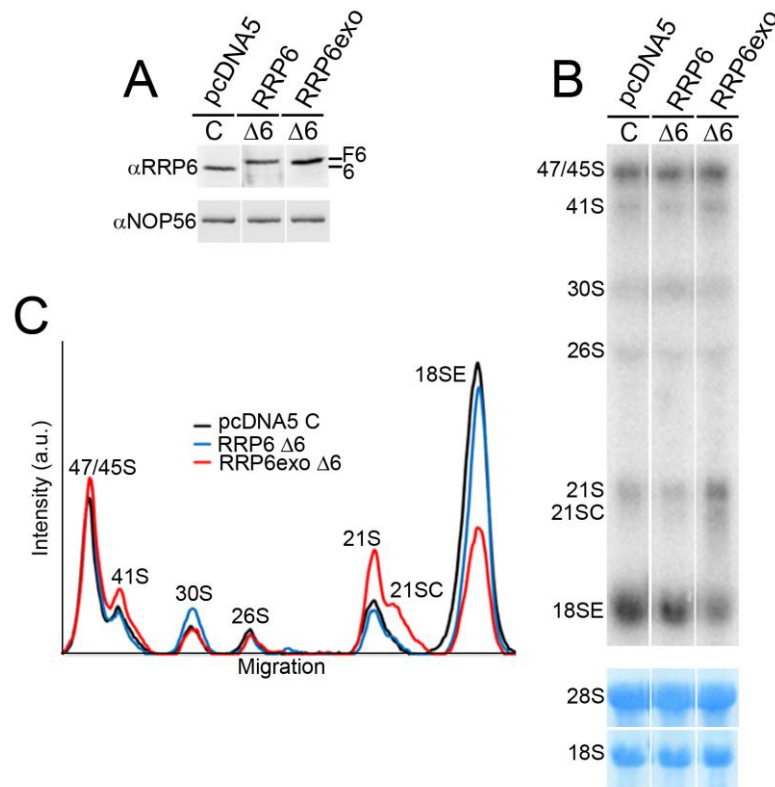 A
pcDNA5
RRP6
RRP6exo
C
Δ6
Δ6
αRRP6
F6
6
αNOP56
B
pcDNA5
RRP6
RRP6exo
C
Δ6
Δ6
47/45S
41S
30S
26S
21S
21SC
18SE
28S
18S
C
Intensity (a.u.)
47/45S
41S
30S
26S
21S
21SC
18SE
pcDNA5 C
RRP6 Δ6
RRP6exo Δ6
Migration